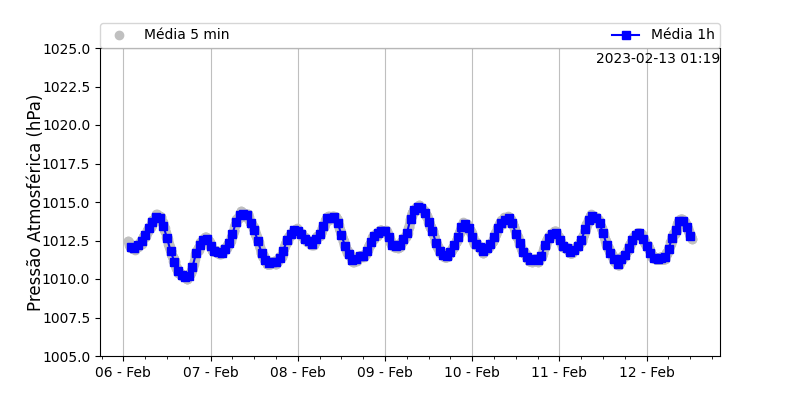 Média 5 min
Média 1h
2023-02-13 01:19
Pressão Atmosférica (hPa)
1025.0
1022.5
1020.0
1017.5
1015.0
1012.5
1010.0
1007.5
1005.0
06 - Feb
07 - Feb
08 - Feb
09 - Feb
10 - Feb
11 - Feb
12 - Feb